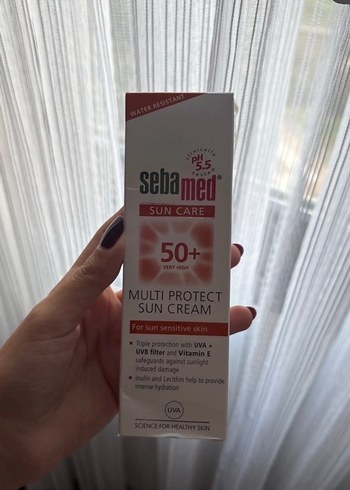 WATER RESISTANT
clinically
pH
5.5
tested
sebamed®
SUN CARE
50+
VERY HIGH
MULTI PROTECT
SUN CREAM
For sun sensitive skin
• Triple protection with UVA +
UVB filter and Vitamin E
safeguards against sunlight
induced damage
• Inulin and Lecithin help to provide
intense hydration
UVA
SCIENCE FOR HEALTHY SKIN